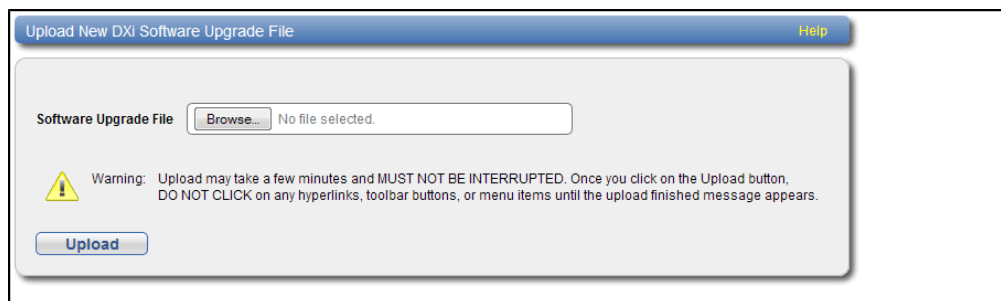 Upload New DXi Software Upgrade File Help
Software Upgrade File Browse... No file selected.
Warning: Upload may take a few minutes and MUST NOT BE INTERRUPTED. Once you click on the Upload button,
DO NOT CLICK on any hyperlinks, toolbar buttons, or menu items until the upload finished message appears.
Upload